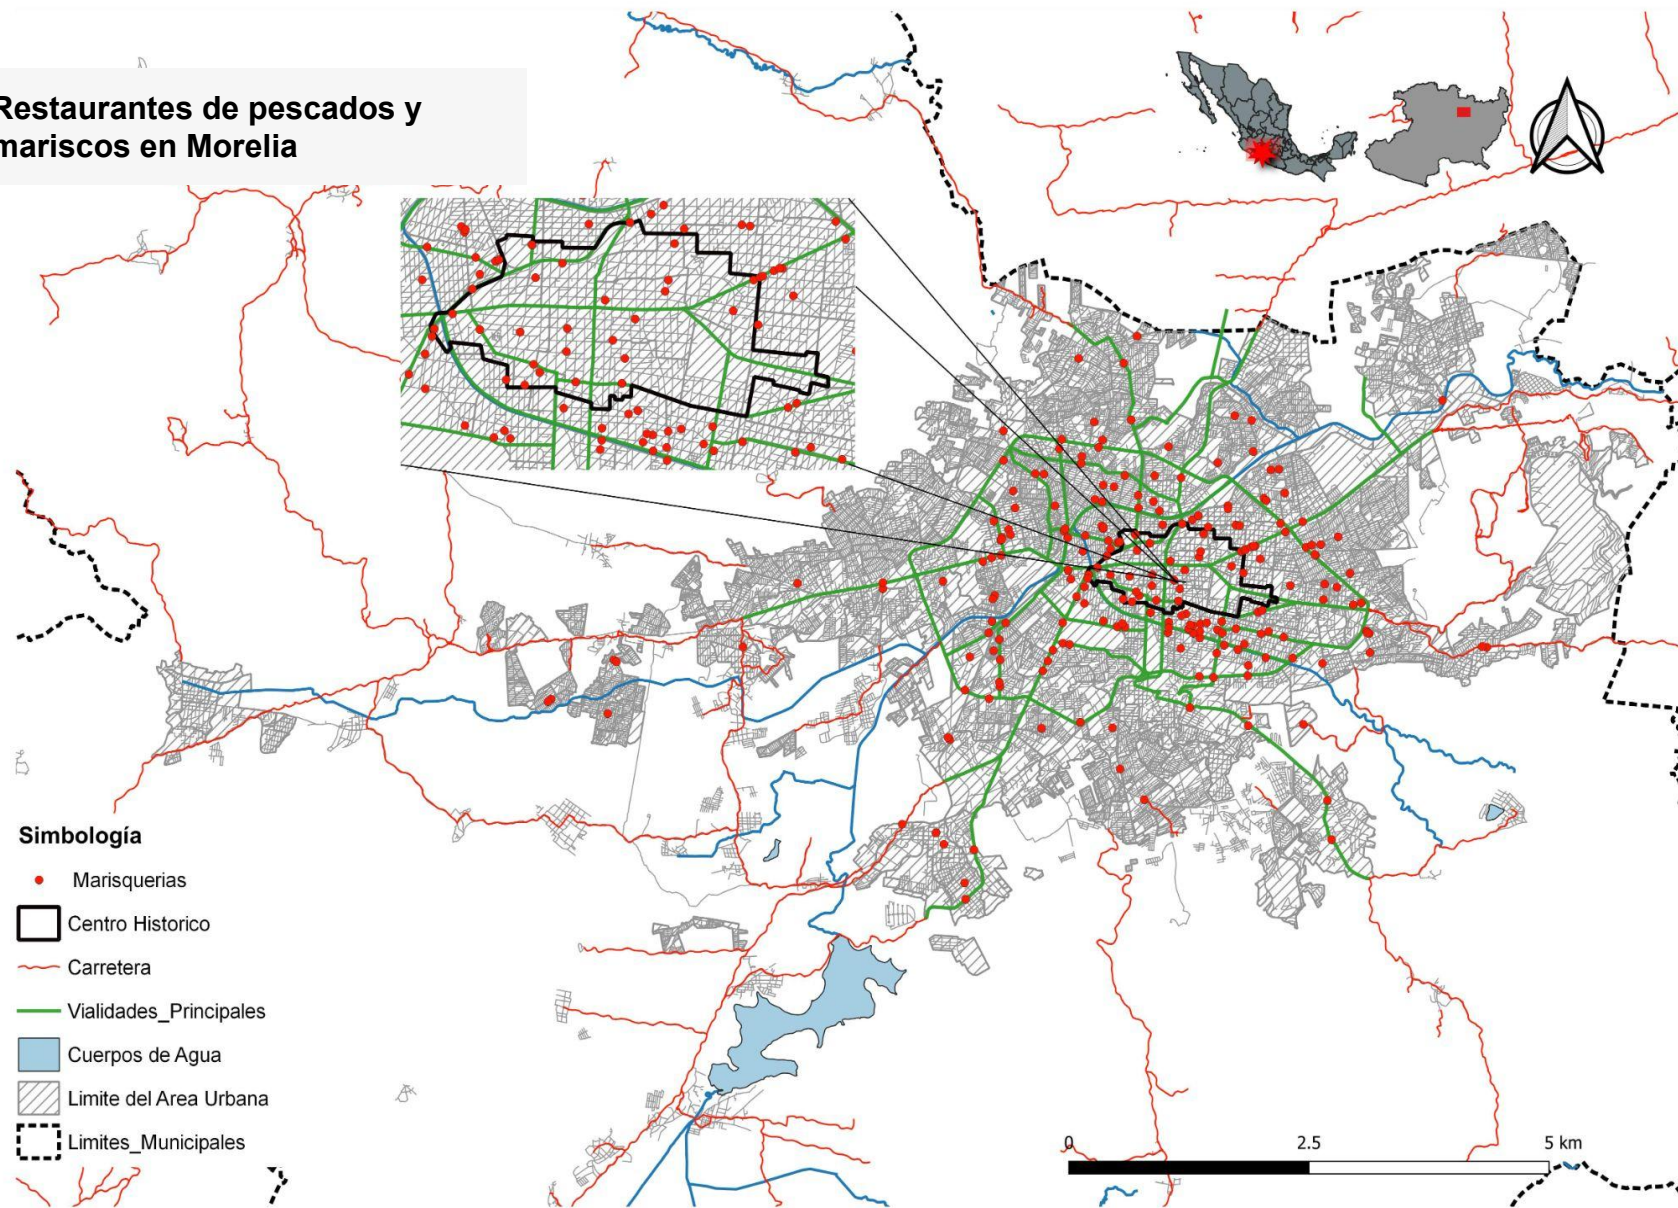 Restaurantes de pescados y
mariscos en Morelia
Simbología
Marisquerias
Centro Historico
Carretera
Vialidades_Principales
Cuerpos de Agua
Limite del Area Urbana
Limites_Municipales
0 2.5 5 km